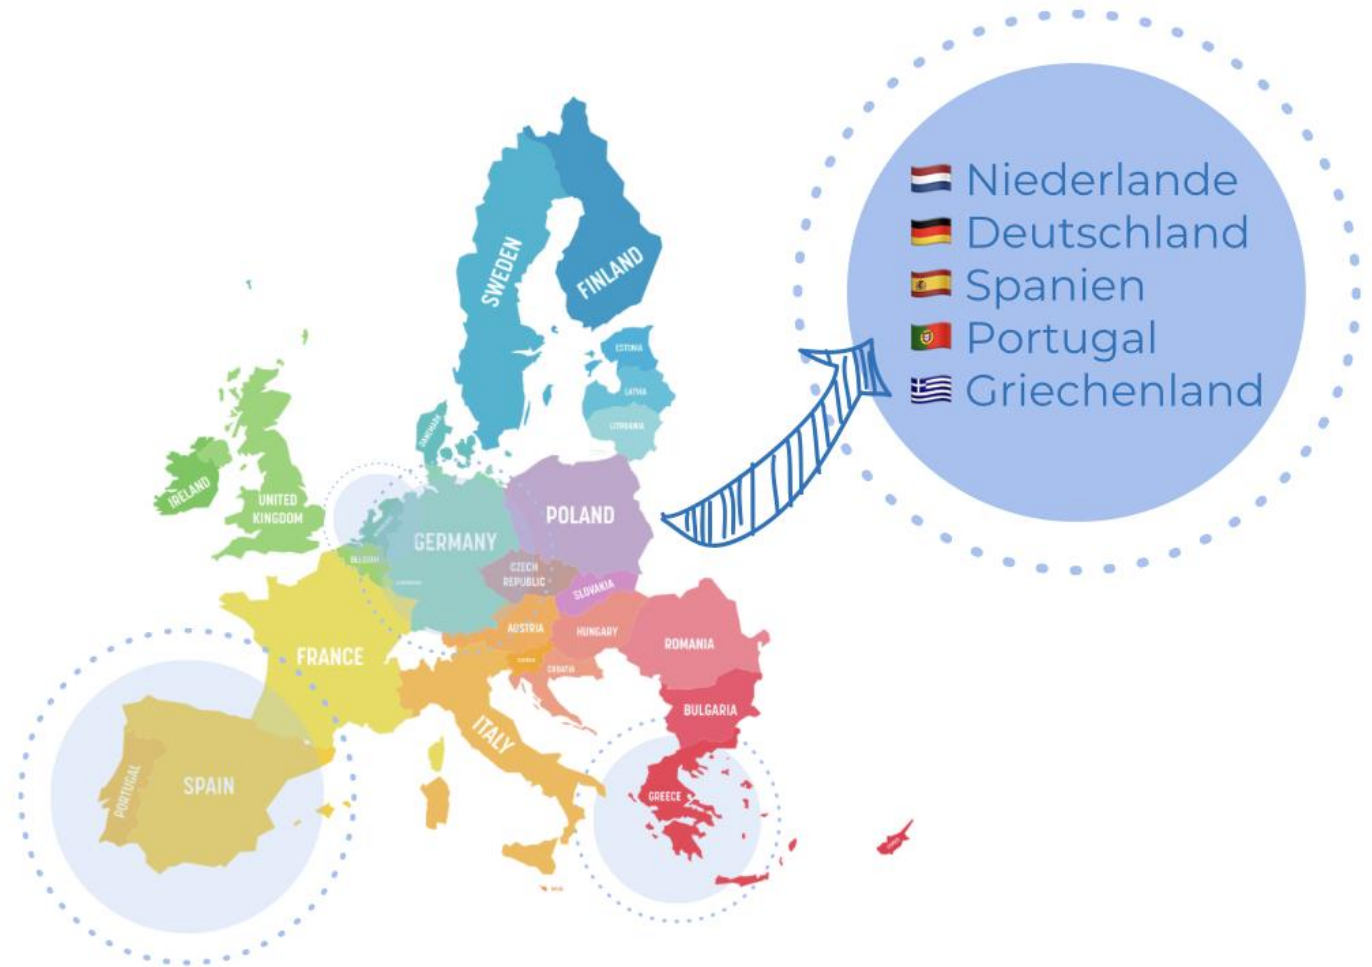 Niederlande
Deutschland
Spanien
Portugal
Griechenland
SWEDEN
FINLAND
ESTONIA
LATVIA
LITHUANIA
DENMARK
IRELAND
UNITED
KINGDOM
POLAND
GERMANY
BELGIUM
CZECH
REPUBLIC
SLOVAKIA
AUSTRIA
HUNGARY
ROMANIA
FRANCE
CROATIA
BULGARIA
ITALY
PORTUGAL
SPAIN
GREECE